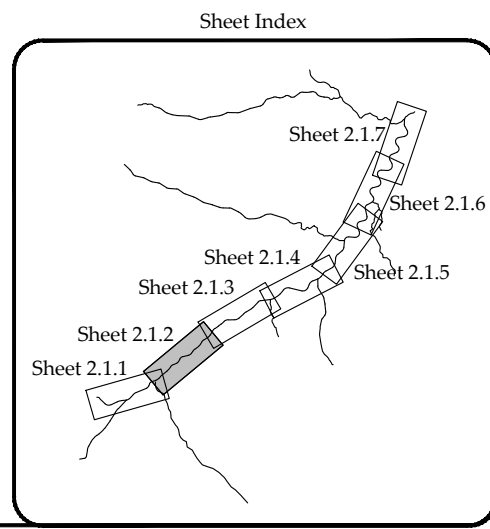 Sheet Index
Sheet 2.1.7
Sheet 2.1.6
Sheet 2.1.4
Sheet 2.1.5
Sheet 2.1.3
Sheet 2.1.2
Sheet 2.1.1